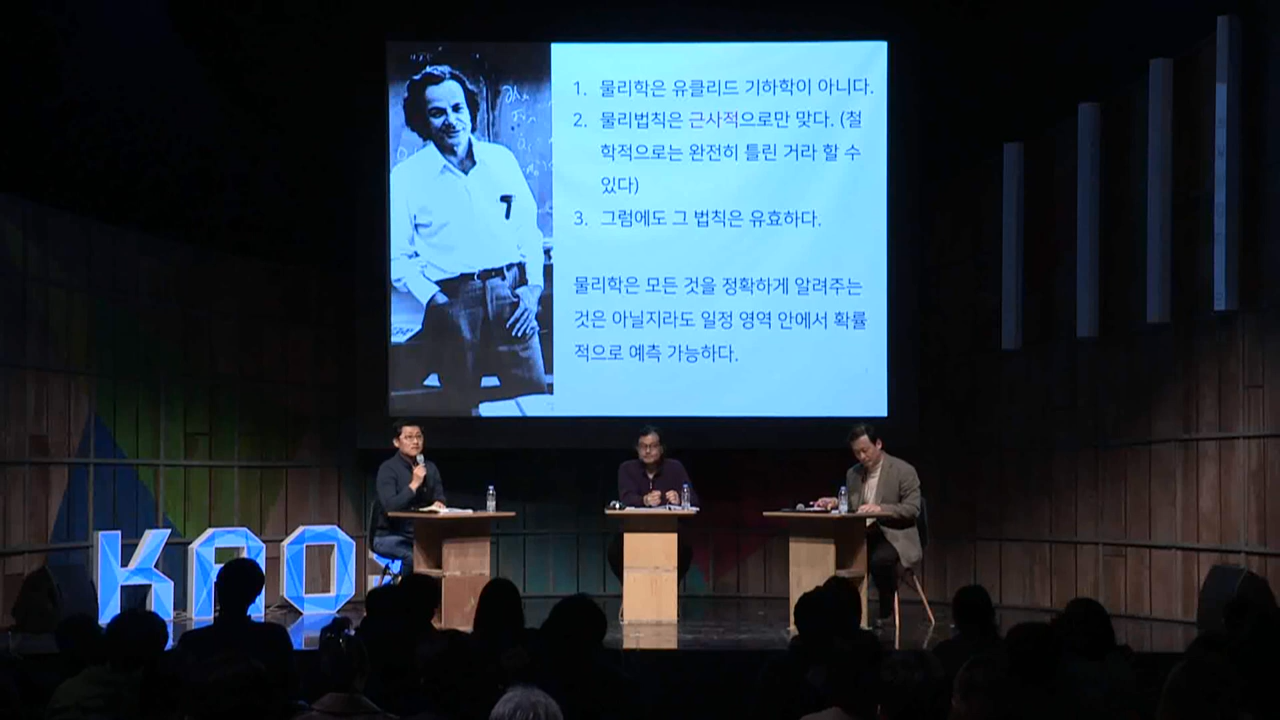 1. 물리학은 유클리드 기하학이 아니다.
2. 물리법칙은 근사적으로만 맞다. (철
학적으로는 완전히 틀린 거라 할 수
있다)
3. 그럼에도 그 법칙은 유효하다.
물리학은 모든 것을 정확하게 알려주는
것은 아닐지라도 일정 영역 안에서 확률
적으로 예측 가능하다.
KAOS